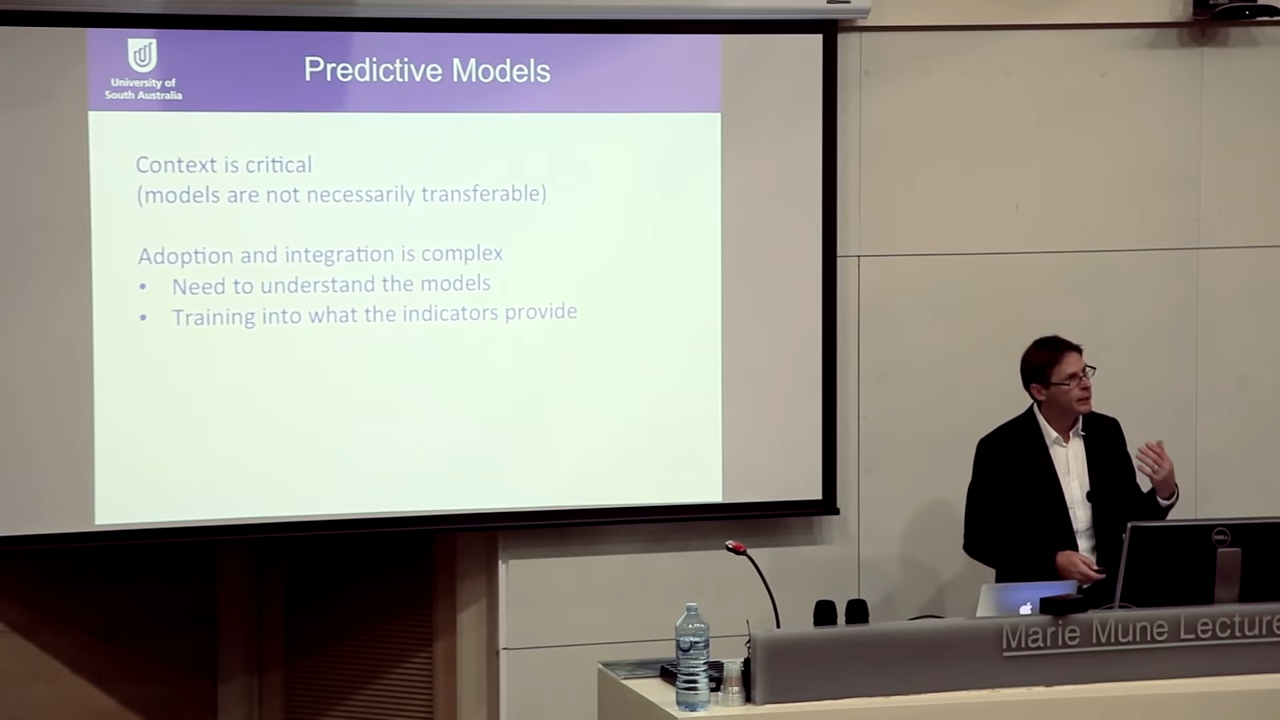 University of
South Australia
Predictive Models
Context is critical
(models are not necessarily transferable)
Adoption and integration is complex
• Need to understand the models
• Training into what the indicators provide
DELL
Marie Mune Lecture